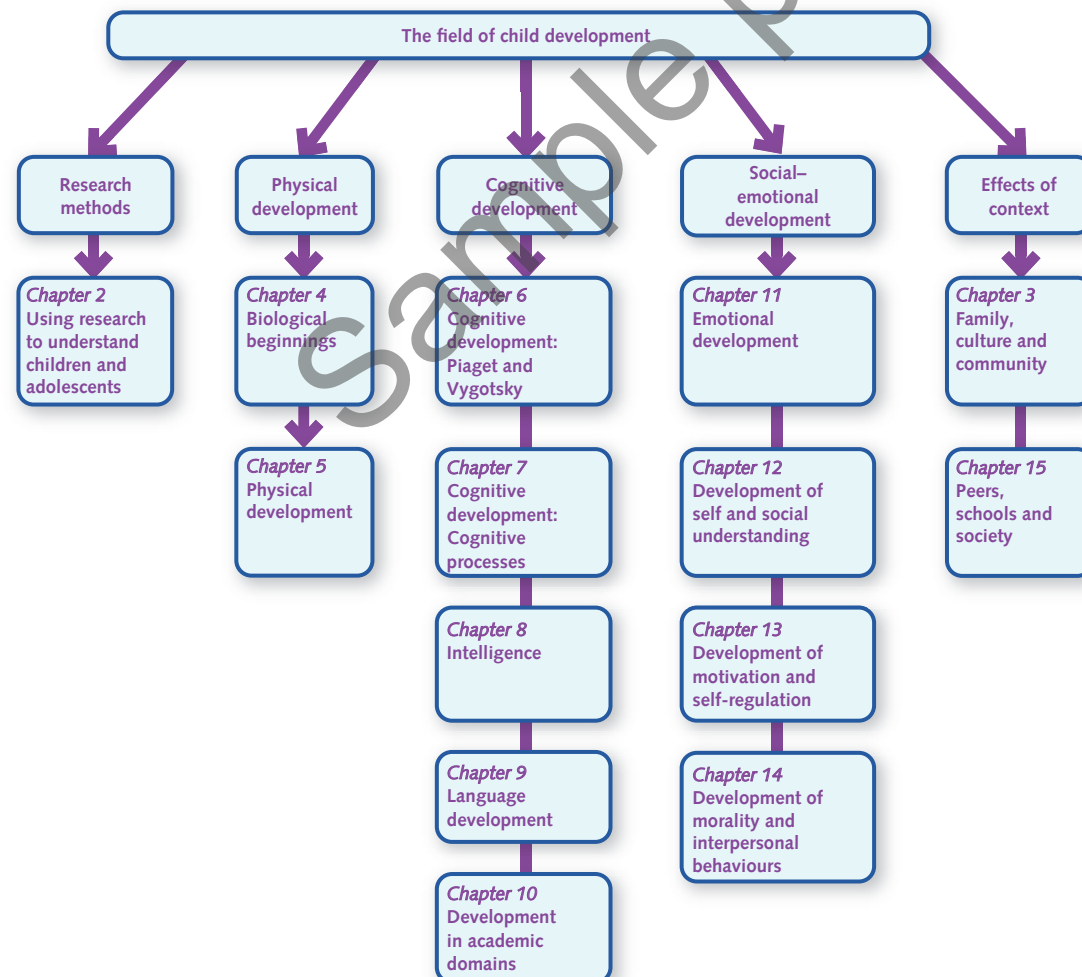 The field of child development
Research
methods
Physical
development
Cognitive
development
Social–
emotional
development
Effects of
context
Chapter 2
Using research
to understand
children and
adolescents
Chapter 4
Biological
beginnings
Chapter 6
Cognitive
development:
Piaget and
Vygotsky
Chapter 11
Emotional
development
Chapter 3
Family,
culture and
community
Chapter 5
Physical
development
Chapter 7
Cognitive
development:
Cognitive
processes
Chapter 12
Development of
self and social
understanding
Chapter 15
Peers,
schools and
society
Chapter 8
Intelligence
Chapter 13
Development of
motivation and
self-regulation
Chapter 9
Language
development
Chapter 14
Development of
morality and
interpersonal
behaviours
Chapter 10
Development
in academic
domains
Sample